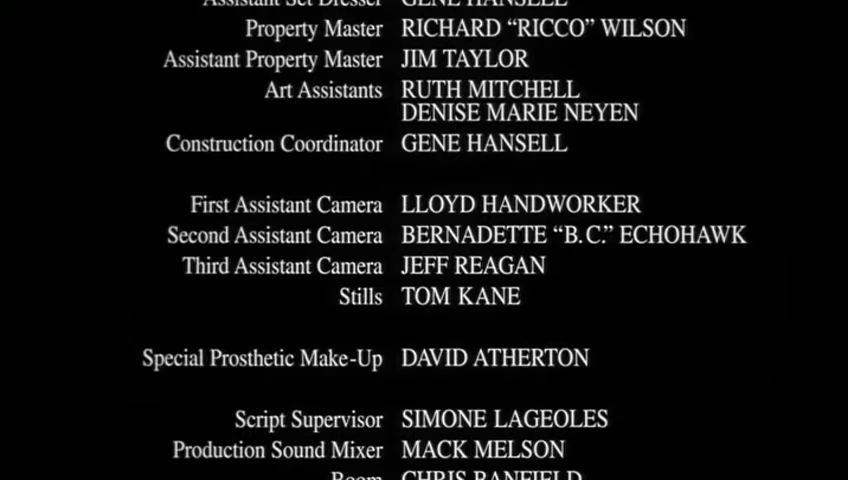 Assistant Set Dresser GENE HANSELL
Property Master RICHARD “RICCO” WILSON
Assistant Property Master JIM TAYLOR
Art Assistants RUTH MITCHELL
DENISE MARIE NEYEN
Construction Coordinator GENE HANSELL
First Assistant Camera LLOYD HANDWORKER
Second Assistant Camera BERNADETTE “B.C.” ECHOHAWK
Third Assistant Camera JEFF REAGAN
Stills TOM KANE
Special Prosthetic Make-Up DAVID ATHERTON
Script Supervisor SIMONE LAGEOLES
Production Sound Mixer MACK MELSON
Boom CHRIS BANFIELD